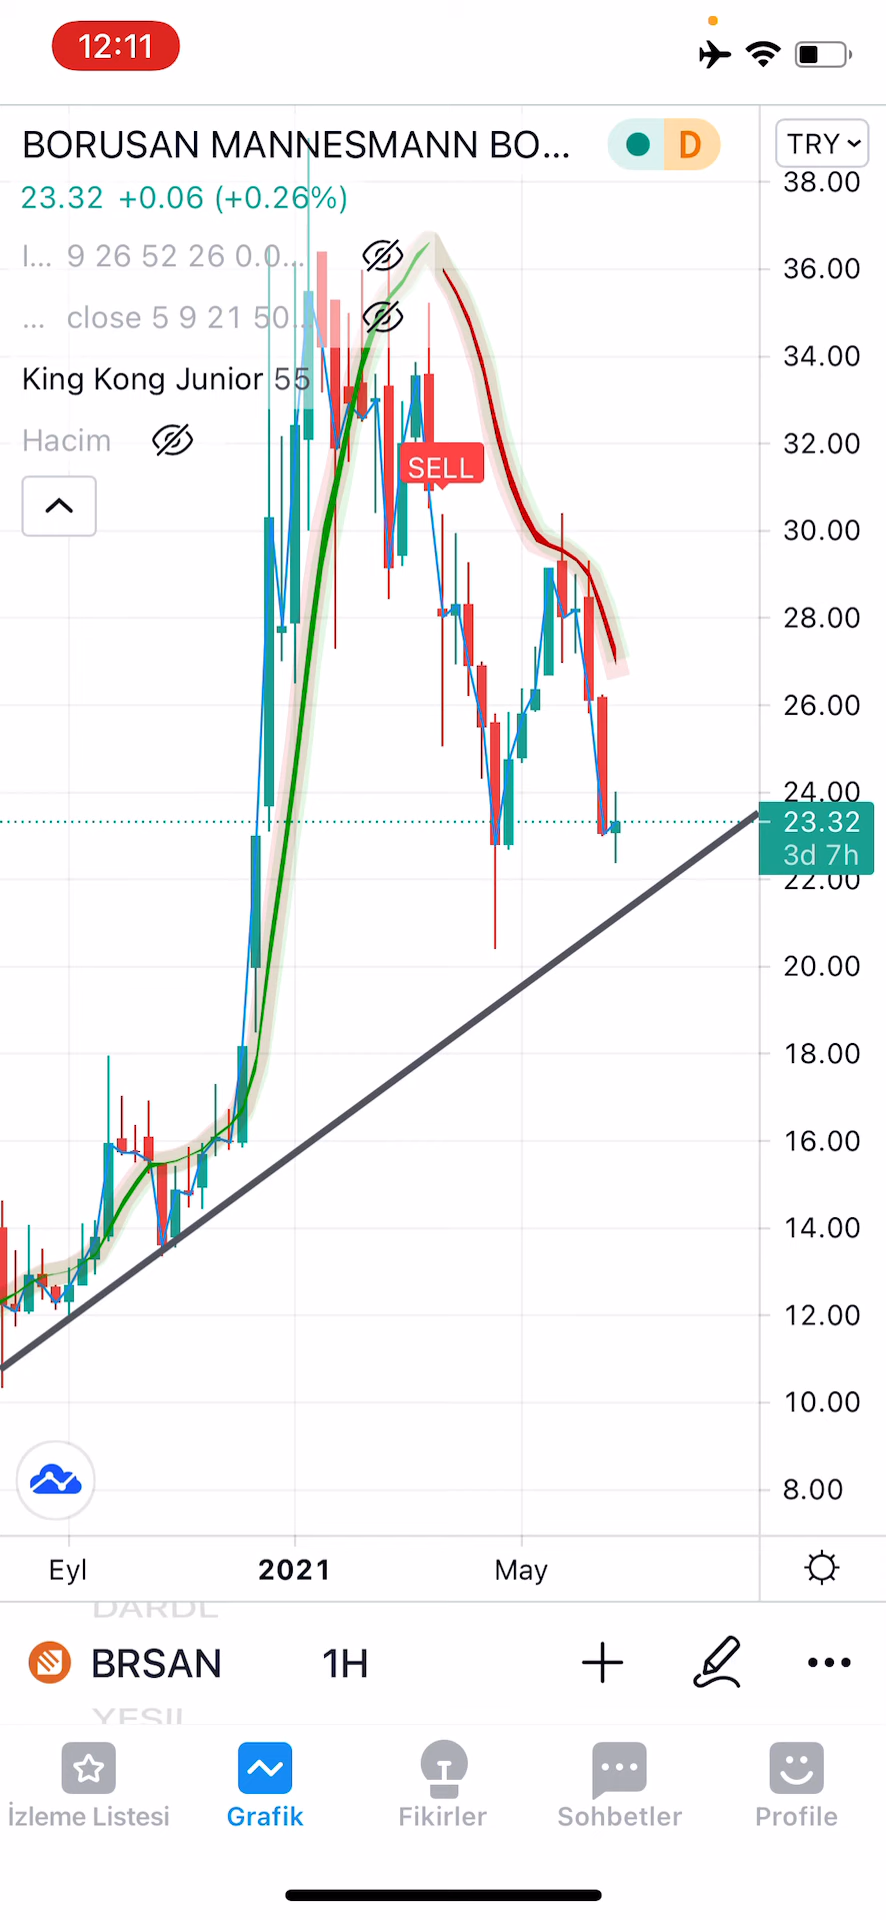 12:11
BORUSAN MANNESMANN BO...
D
TRY
23.32 +0.06 (+0.26%)
I... 9 26 52 26 0.0...
... close 5 9 21 50...
King Kong Junior 55
Hacim
SELL
38.00
36.00
34.00
32.00
30.00
28.00
26.00
24.00
23.32
3d 7h
22.00
20.00
18.00
16.00
14.00
12.00
10.00
8.00
Eyl 2021 May
DARDL
BRSAN 1H
YESIL
İzleme Listesi Grafik Fikirler Sohbetler Profile